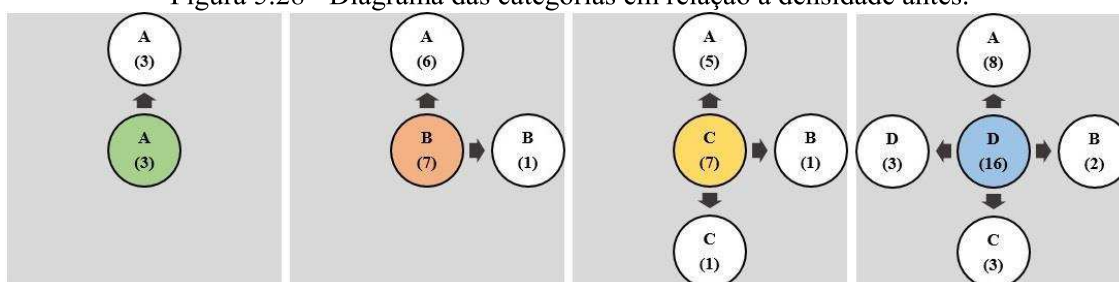 Figura 5.28 - Diagrama das categorias em relação à densidade antes.
A
(3)
A
(3)
A
(6)
B
(7)
B
(1)
A
(5)
C
(7)
B
(1)
C
(1)
A
(8)
D
(3)
D
(16)
B
(2)
C
(3)